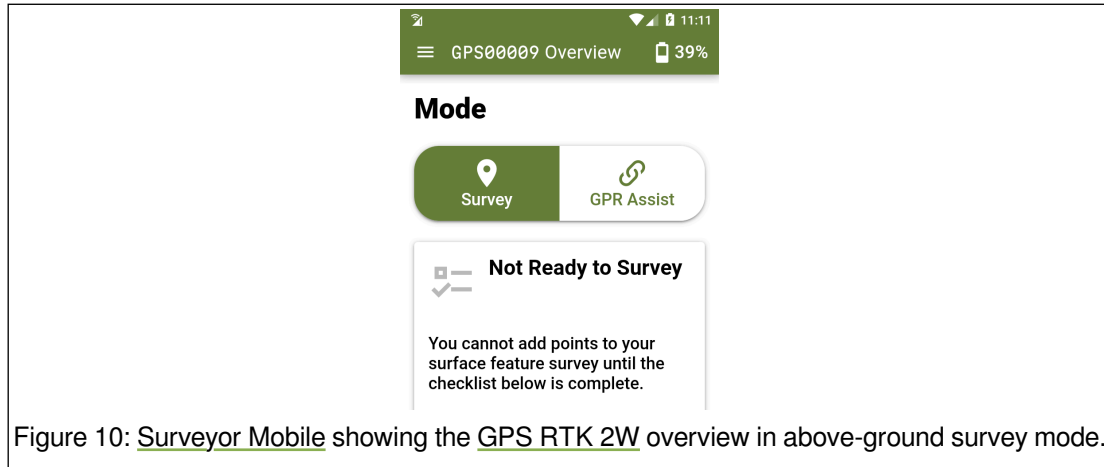 11:11
GPS00009 Overview 39%
Mode
Survey GPR Assist
Not Ready to Survey
You cannot add points to your
surface feature survey until the
checklist below is complete.
Figure 10: Surveyor Mobile showing the GPS RTK 2W overview in above-ground survey mode.